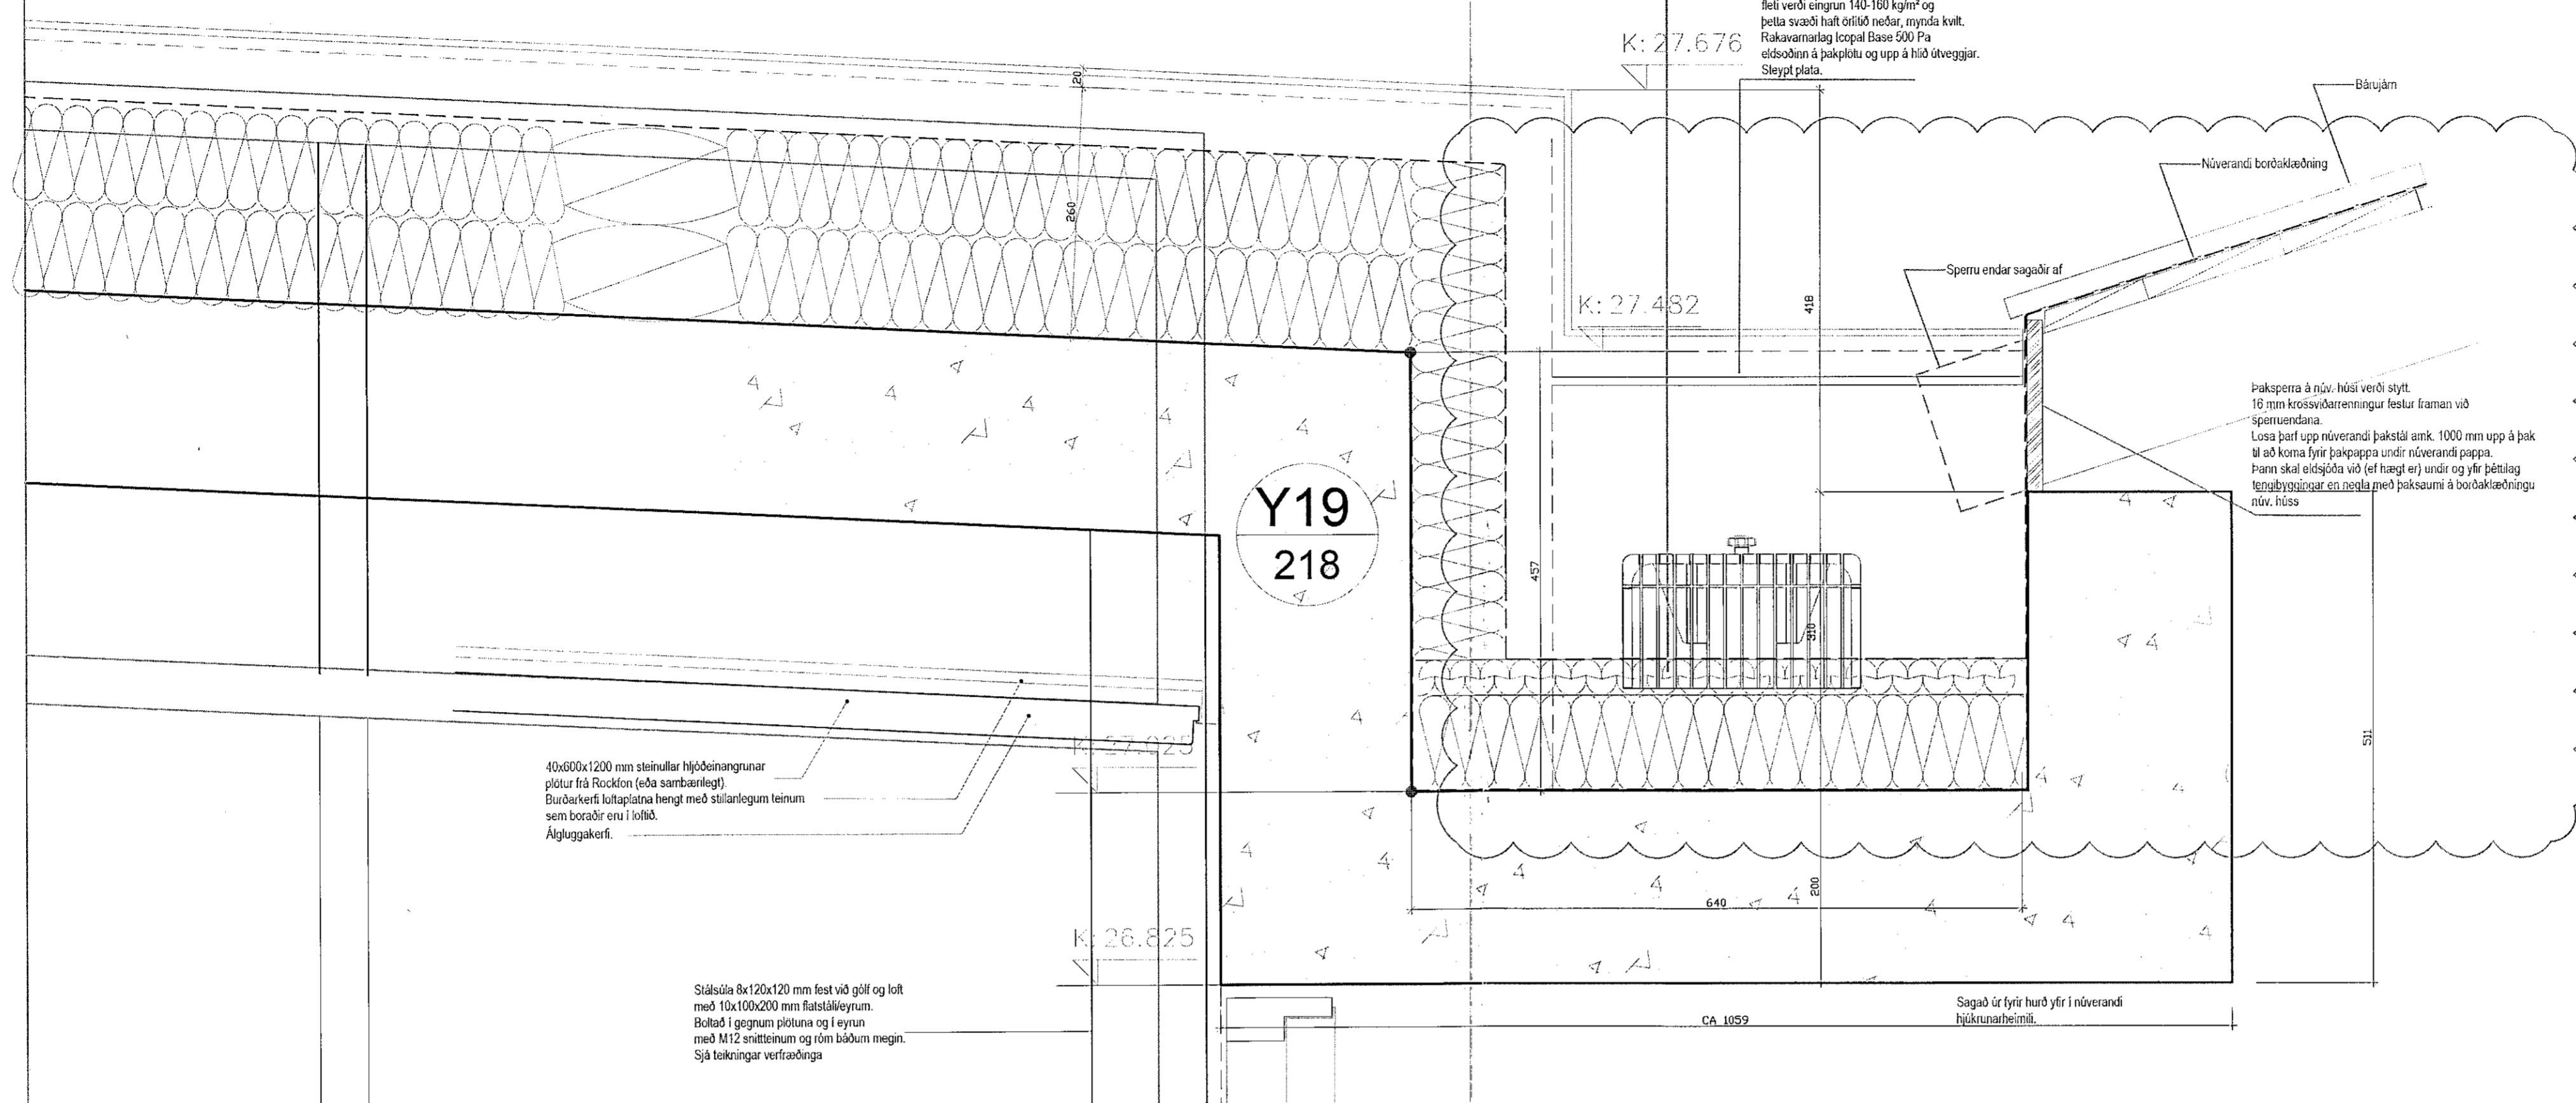 fleti verði eingrun 140-160 kg/m² og
þetta svæði haft örlítið neðar, mynda kvilt.
Rakavarnarlag Icopal Base 500 Pa
eldsoðinn á þakplötu og upp á hlið útveggjar.
Steypt plata.
K: 27.676
Bárujárn
Núverandi borðaklæðning
Sperru endar sagaðir af
K: 27.482
20
260
418
Þaksperra á núv. húsi verði stytt.
16 mm krossviðarrenningur festur framan við
sperruendana.
Losa þarf upp núverandi þakstál amk. 1000 mm upp á þak
til að koma fyrir þakpappa undir núverandi pappa.
Þann skal eldsjóða við (ef hægt er) undir og yfir þéttilag
tengibyggingar en negla með þaksaumi á borðaklæðningu
núv. húss
Y19
218
457
310
511
K: 27.025
40x600x1200 mm steinullar hljóðeinangrunar
plötur frá Rockfon (eða sambærilegt).
Burðarkerfi loftaplatna hengt með stillanlegum teinum
sem boraðir eru í loftið.
Álgluggakerfi.
200
640
K: 26.825
Stálsúla 8x120x120 mm fest við gólf og loft
með 10x100x200 mm flatstáli/eyrum.
Boltað í gegnum plötuna og í eyrun
með M12 snittteinum og róm báðum megin.
Sjá teikningar verfræðinga
CA 1059
Sagað úr fyrir hurð yfir í núverandi
hjúkrunarheimili.